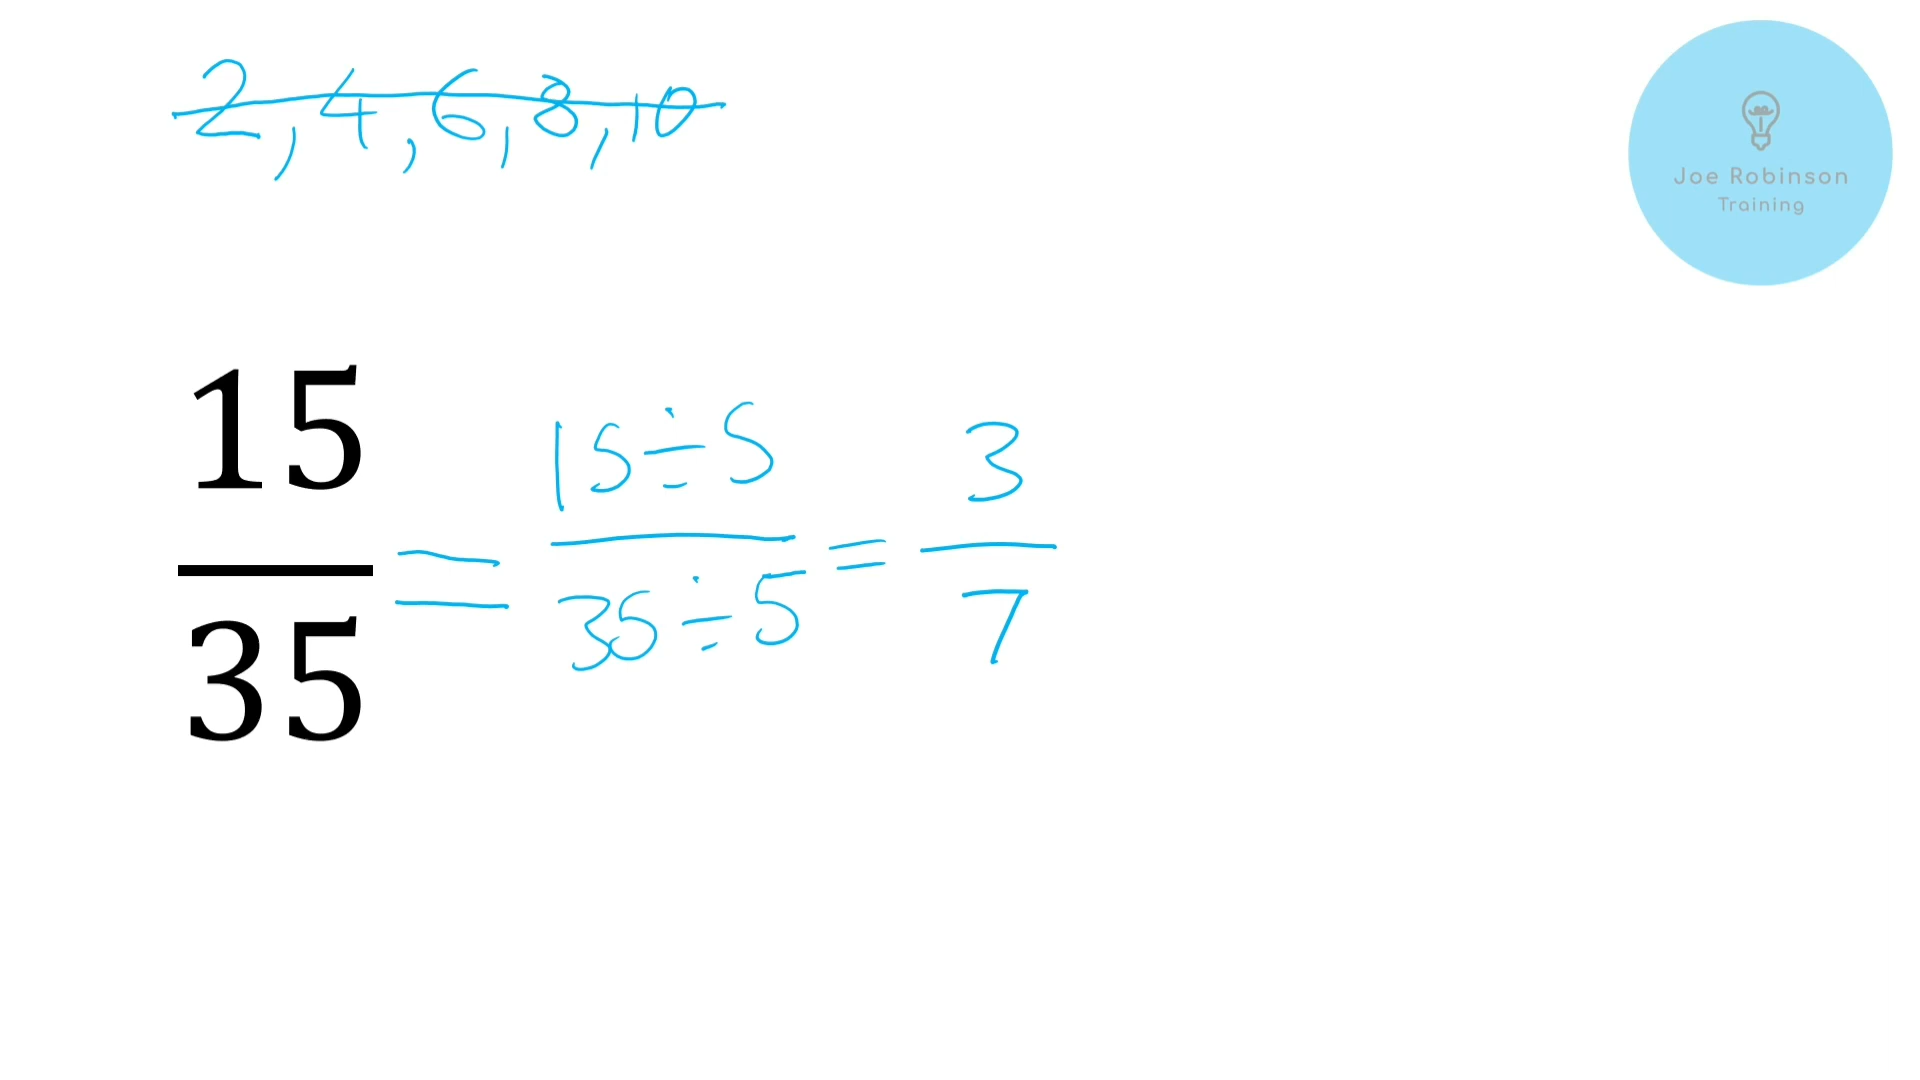 2, 4, 6, 8, 10
Joe Robinson
Training
15
35
=
15÷5
35÷5
=
3
7